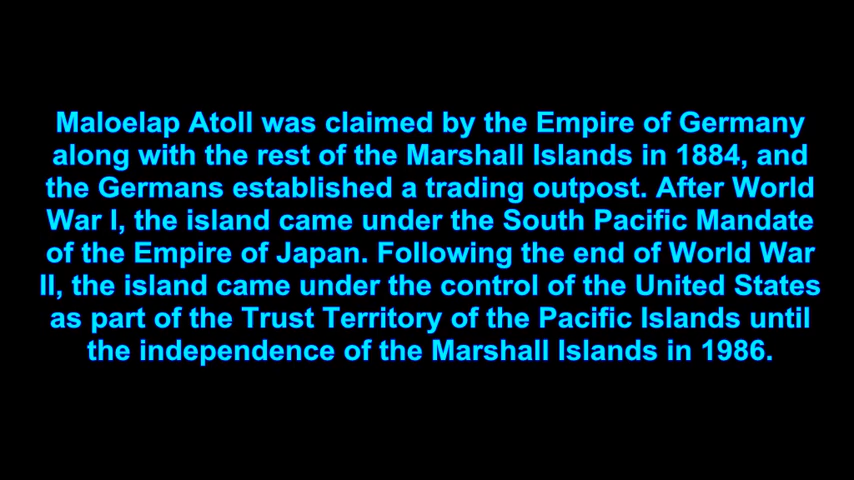 Maloelap Atoll was claimed by the Empire of Germany
along with the rest of the Marshall Islands in 1884, and
the Germans established a trading outpost. After World
War I, the island came under the South Pacific Mandate
of the Empire of Japan. Following the end of World War
II, the island came under the control of the United States
as part of the Trust Territory of the Pacific Islands until
the independence of the Marshall Islands in 1986.